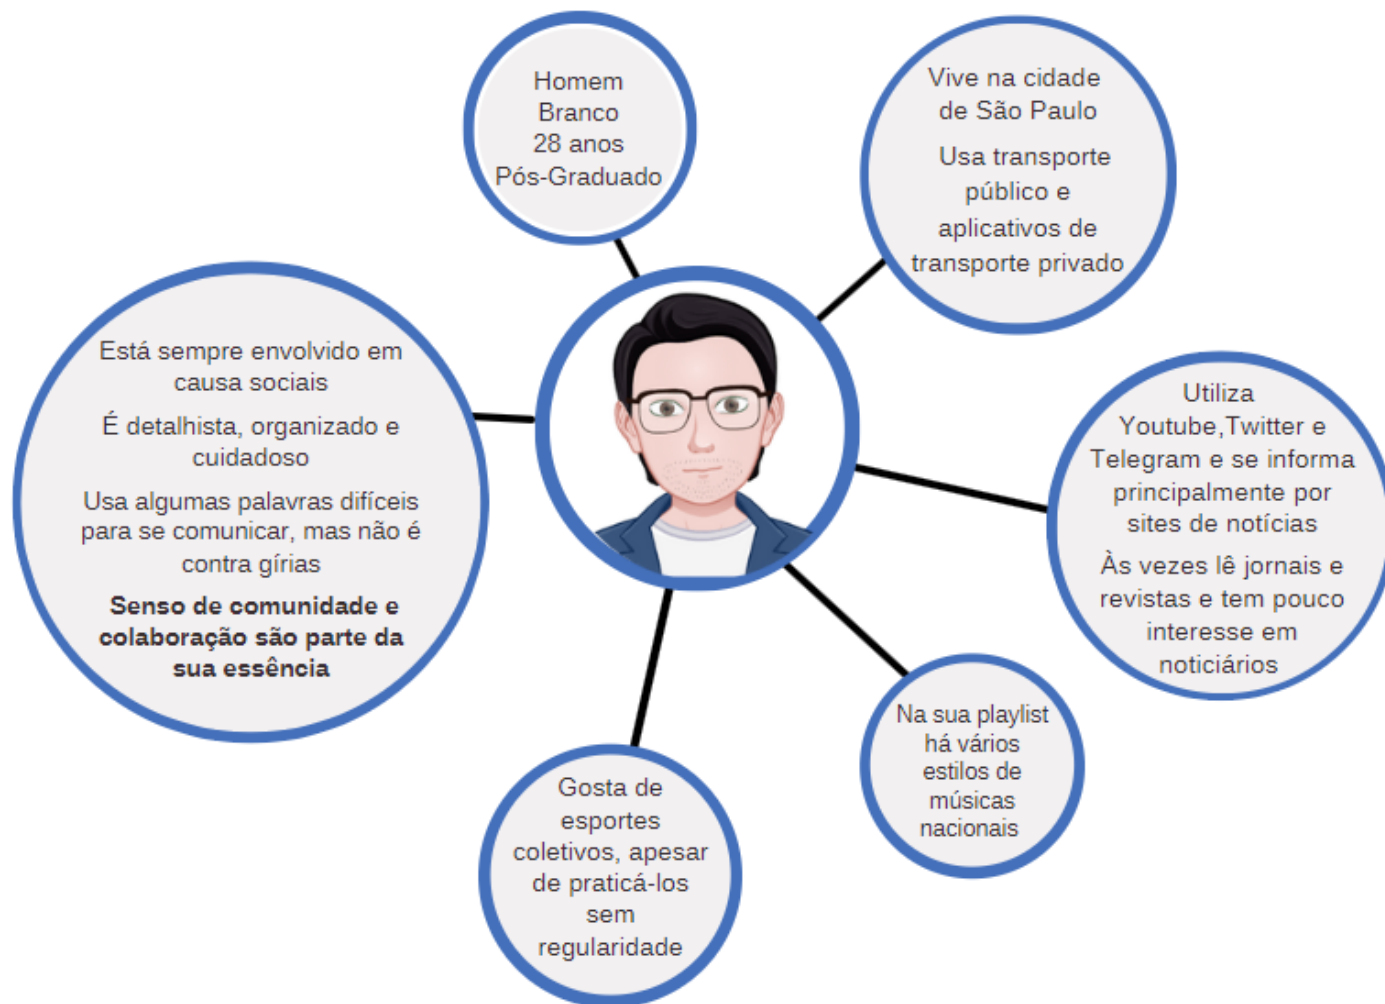 Homem
Branco
28 anos
Pós-Graduado
Vive na cidade
de São Paulo
Usa transporte
público e
aplicativos de
transporte privado
Está sempre envolvido em
causa sociais
É detalhista, organizado e
cuidadoso
Usa algumas palavras difíceis
para se comunicar, mas não é
contra gírias
Senso de comunidade e
colaboração são parte da
sua essência
Utiliza
Youtube,Twitter e
Telegram e se informa
principalmente por
sites de notícias
Às vezes lê jornais e
revistas e tem pouco
interesse em
noticiários
Na sua playlist
há vários
estilos de
músicas
nacionais
Gosta de
esportes
coletivos, apesar
de praticá-los
sem
regularidade